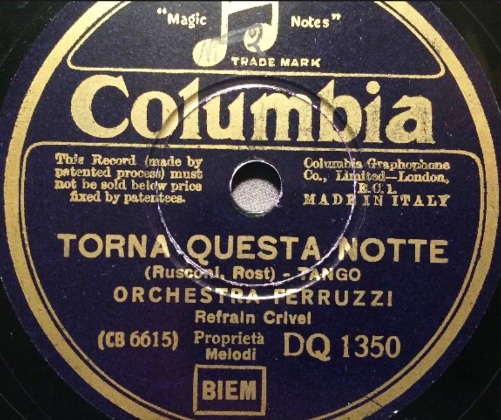 "Magic Notes"
TRADE MARK
Columbia
This Record (made by
patented process) must
not be sold below price
fixed by patentees.
Columbia Graphophone
Co., Limited—London,
E.C.1.
MADE IN ITALY
TORNA QUESTA NOTTE
(Rusconi, Rost) - TANGO
ORCHESTRA FERRUZZI
Refrain Crivel
(CB 6615)
Proprietà
Melodi
DQ 1350
BIEM